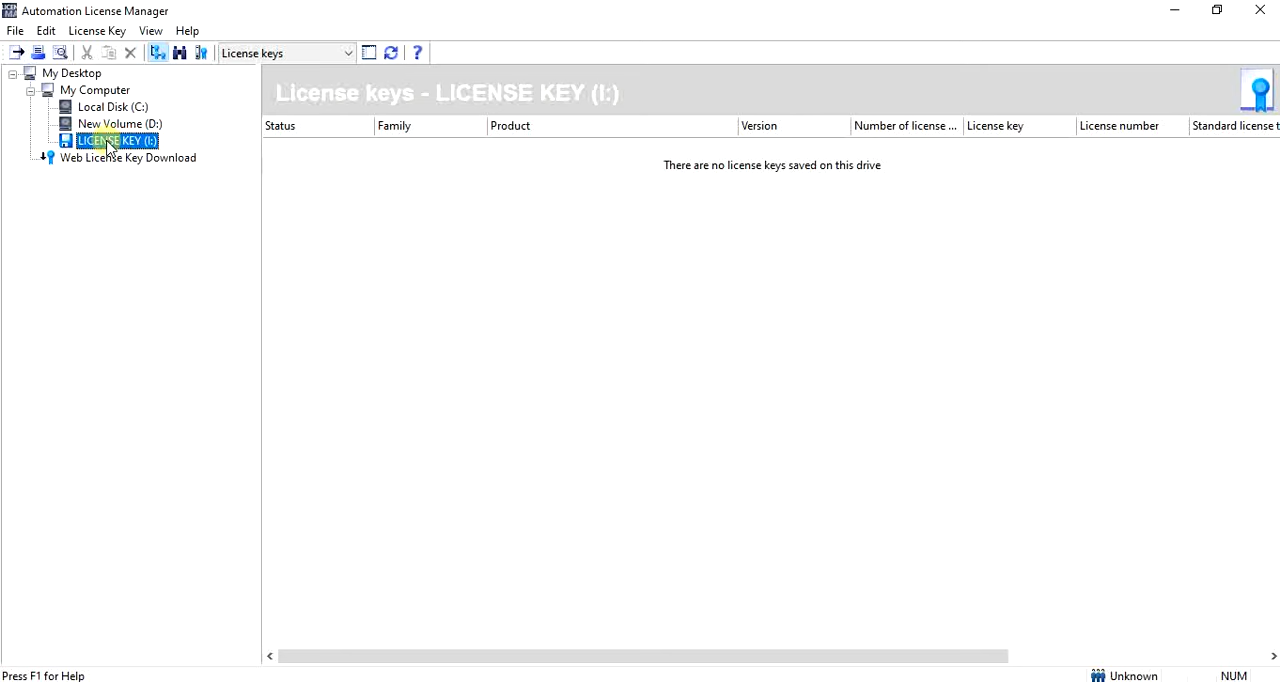 Automation License Manager
File Edit License Key View Help
License keys
My Desktop
My Computer
Local Disk (C:)
New Volume (D:)
LICENSE KEY (I:)
Web License Key Download
License keys - LICENSE KEY (I:)
Status Family Product Version Number of license ... License key License number Standard license t
There are no license keys saved on this drive
Press F1 for Help Unknown NUM